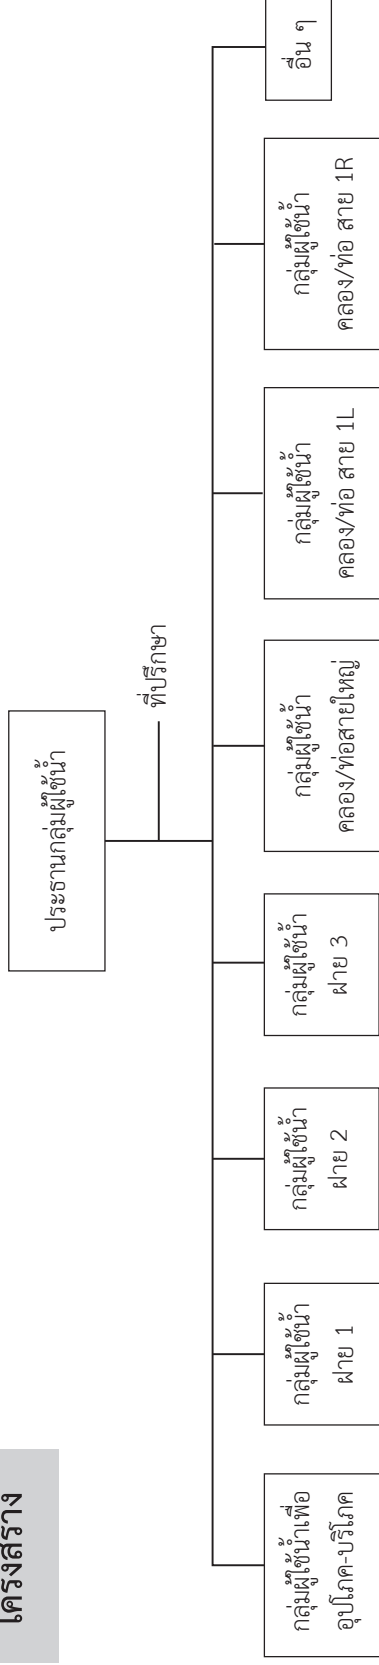 โครงสร้าง
ประธานกลุ่มผู้ใช้น้ำ
ที่ปรึกษา
กลุ่มผู้ใช้น้ำเพื่อ
อุปโภค-บริโภค
กลุ่มผู้ใช้น้ำ
ฝาย 1
กลุ่มผู้ใช้น้ำ
ฝาย 2
กลุ่มผู้ใช้น้ำ
ฝาย 3
กลุ่มผู้ใช้น้ำ
คลอง/ท่อสายใหญ่
กลุ่มผู้ใช้น้ำ
คลอง/ท่อ สาย 1L
กลุ่มผู้ใช้น้ำ
คลอง/ท่อ สาย 1R
อื่น ๆ